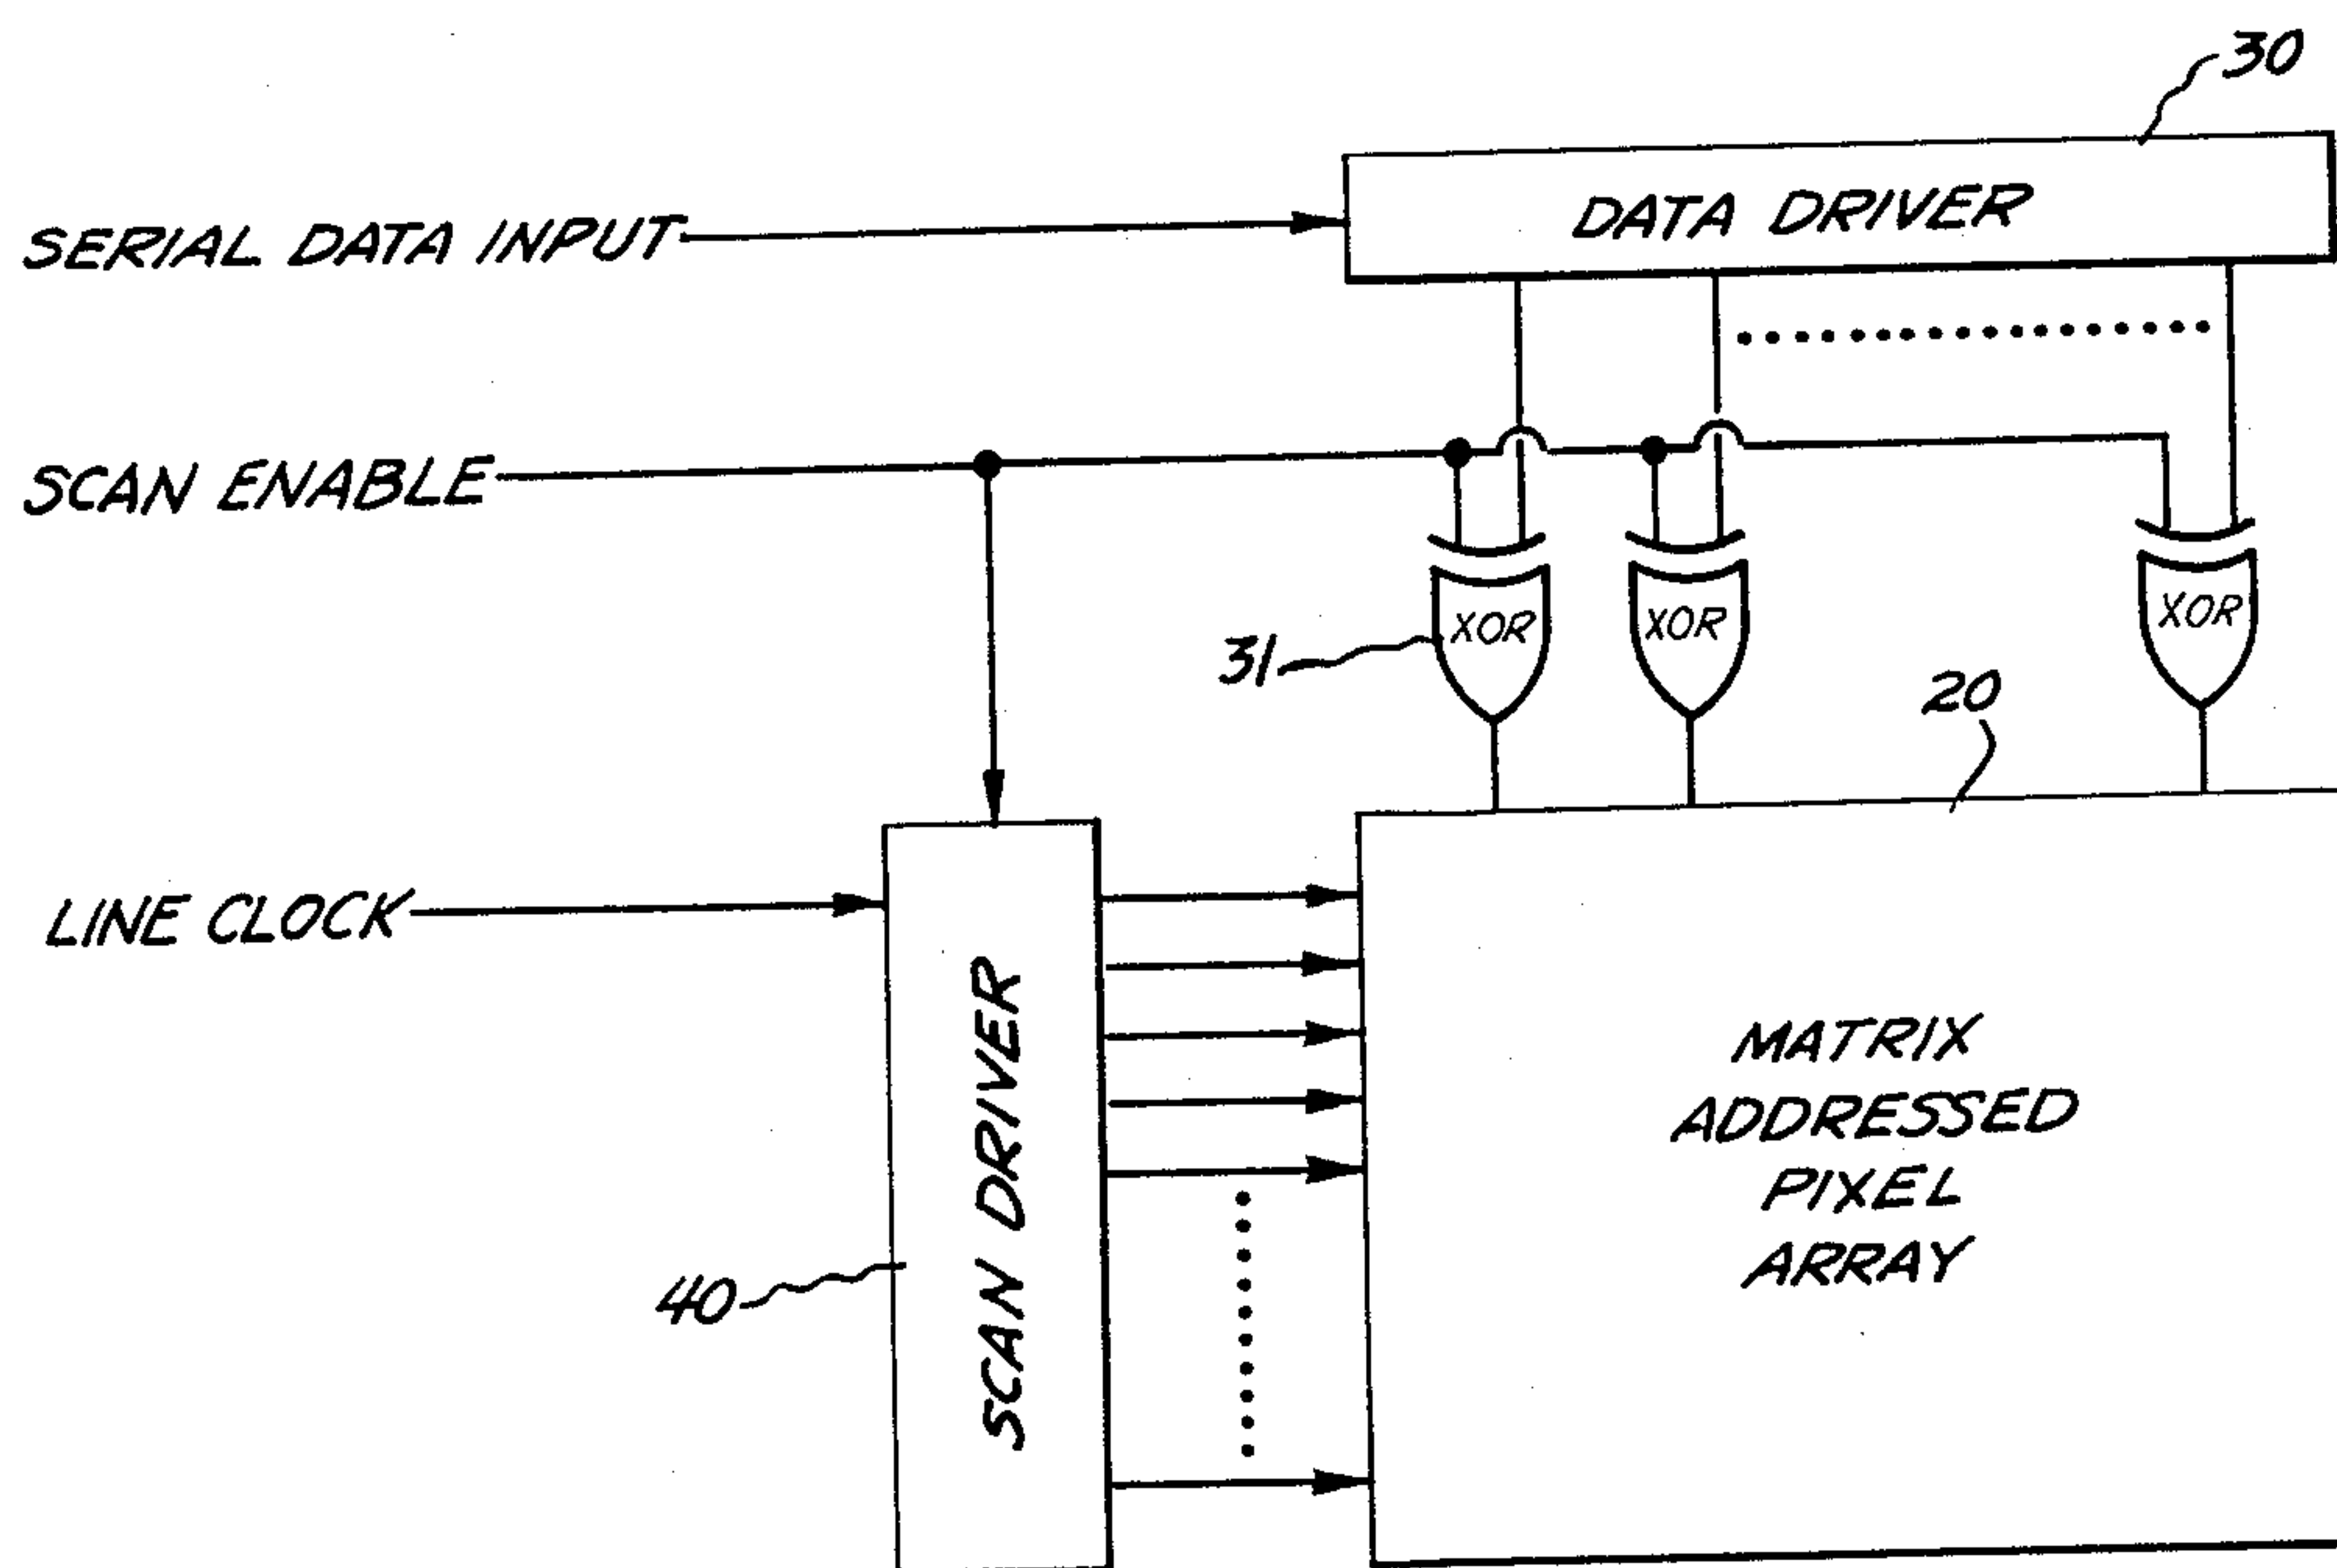 30
DATA DRIVER
SERIAL DATA INPUT
SCAN ENABLE
XOR
XOR
XOR
31
20
LINE CLOCK
SCAN DRIVER
MATRIX
ADDRESSED
PIXEL
ARRAY
40